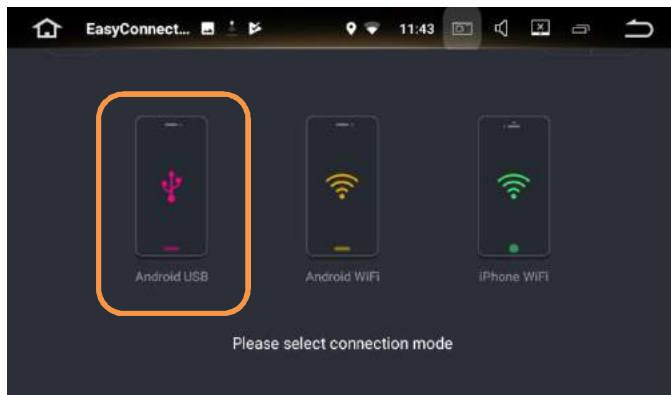 EasyConnect... 11:43
Android USB Android WiFi iPhone WiFi
Please select connection mode